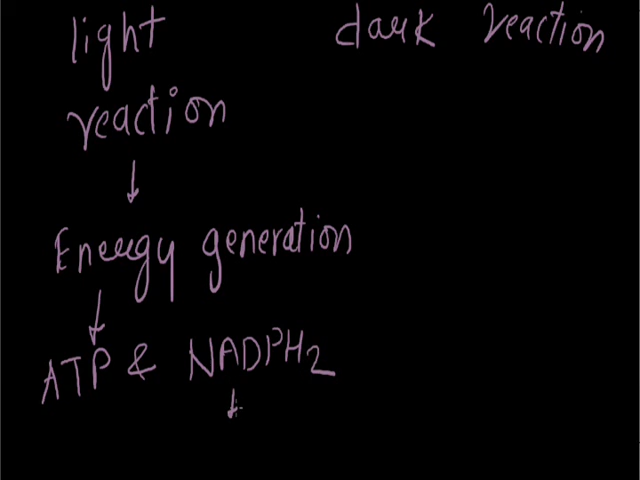 light dark reaction
reaction
Energy generation
ATP & NADPH2